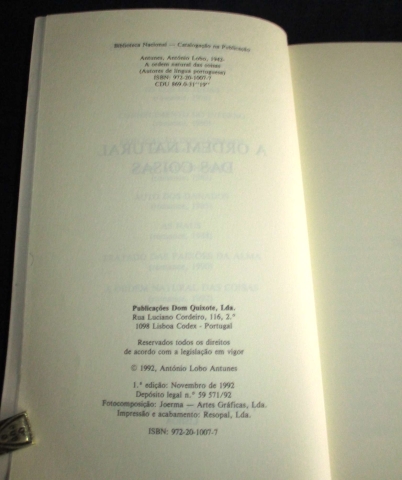 Biblioteca Nacional — Catalogação na Publicação
Antunes, António Lobo, 1942-
A ordem natural das coisas
(Autores de língua portuguesa)
ISBN: 972-20-1007-7
CDU 869.0-31"19"
A ORDEM NATURAL
DAS COISAS
Publicações Dom Quixote, Lda.
Rua Luciano Cordeiro, 116, 2.º
1098 Lisboa Codex - Portugal
Reservados todos os direitos
de acordo com a legislação em vigor
© 1992, António Lobo Antunes
1.ª edição: Novembro de 1992
Depósito legal n.º 59 571/92
Fotocomposição: Joerma — Artes Gráficas, Lda.
Impressão e acabamento: Resopal, Lda.
ISBN: 972-20-1007-7